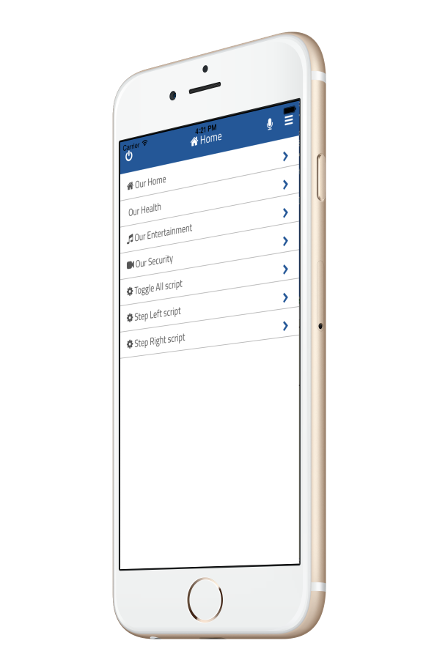 Carrier 4:21 PM
Home
Our Home
Our Health
Our Entertainment
Our Security
Toggle All script
Step Left script
Step Right script